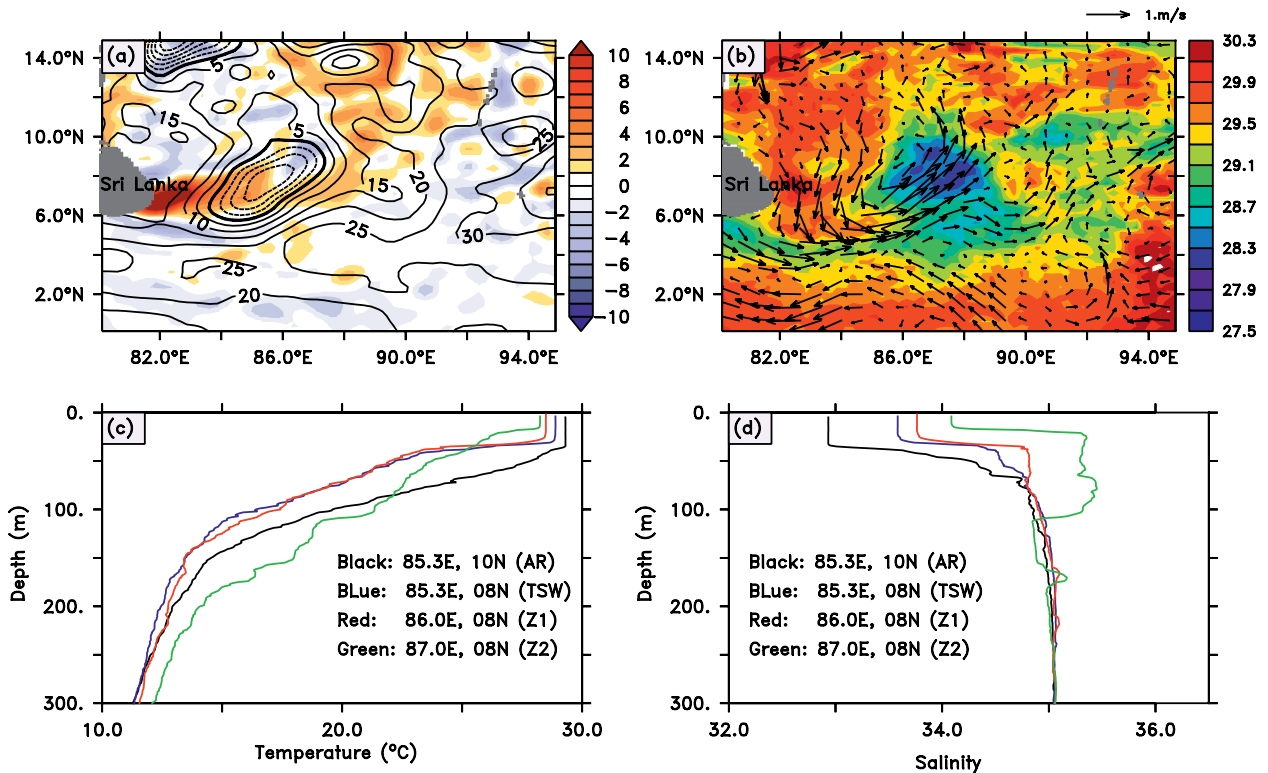 1.m/s
(a)
14.0°N
10.0°N
6.0°N
2.0°N
82.0°E
86.0°E
90.0°E
94.0°E
Sri Lanka
5
15
5
25
20
15
10
25
30
25
20
10
8
6
4
2
0
−2
−4
−6
−8
−10
(b)
14.0°N
10.0°N
6.0°N
2.0°N
82.0°E
86.0°E
90.0°E
94.0°E
Sri Lanka
30.3
29.9
29.5
29.1
28.7
28.3
27.9
27.5
(c)
0.
100.
200.
300.
Depth (m)
Black: 85.3E, 10N (AR)
BLue: 85.3E, 08N (TSW)
Red: 86.0E, 08N (Z1)
Green: 87.0E, 08N (Z2)
10.0
20.0
30.0
Temperature (°C)
(d)
0.
100.
200.
300.
Depth (m)
Black: 85.3E, 10N (AR)
BLue: 85.3E, 08N (TSW)
Red: 86.0E, 08N (Z1)
Green: 87.0E, 08N (Z2)
32.0
34.0
36.0
Salinity